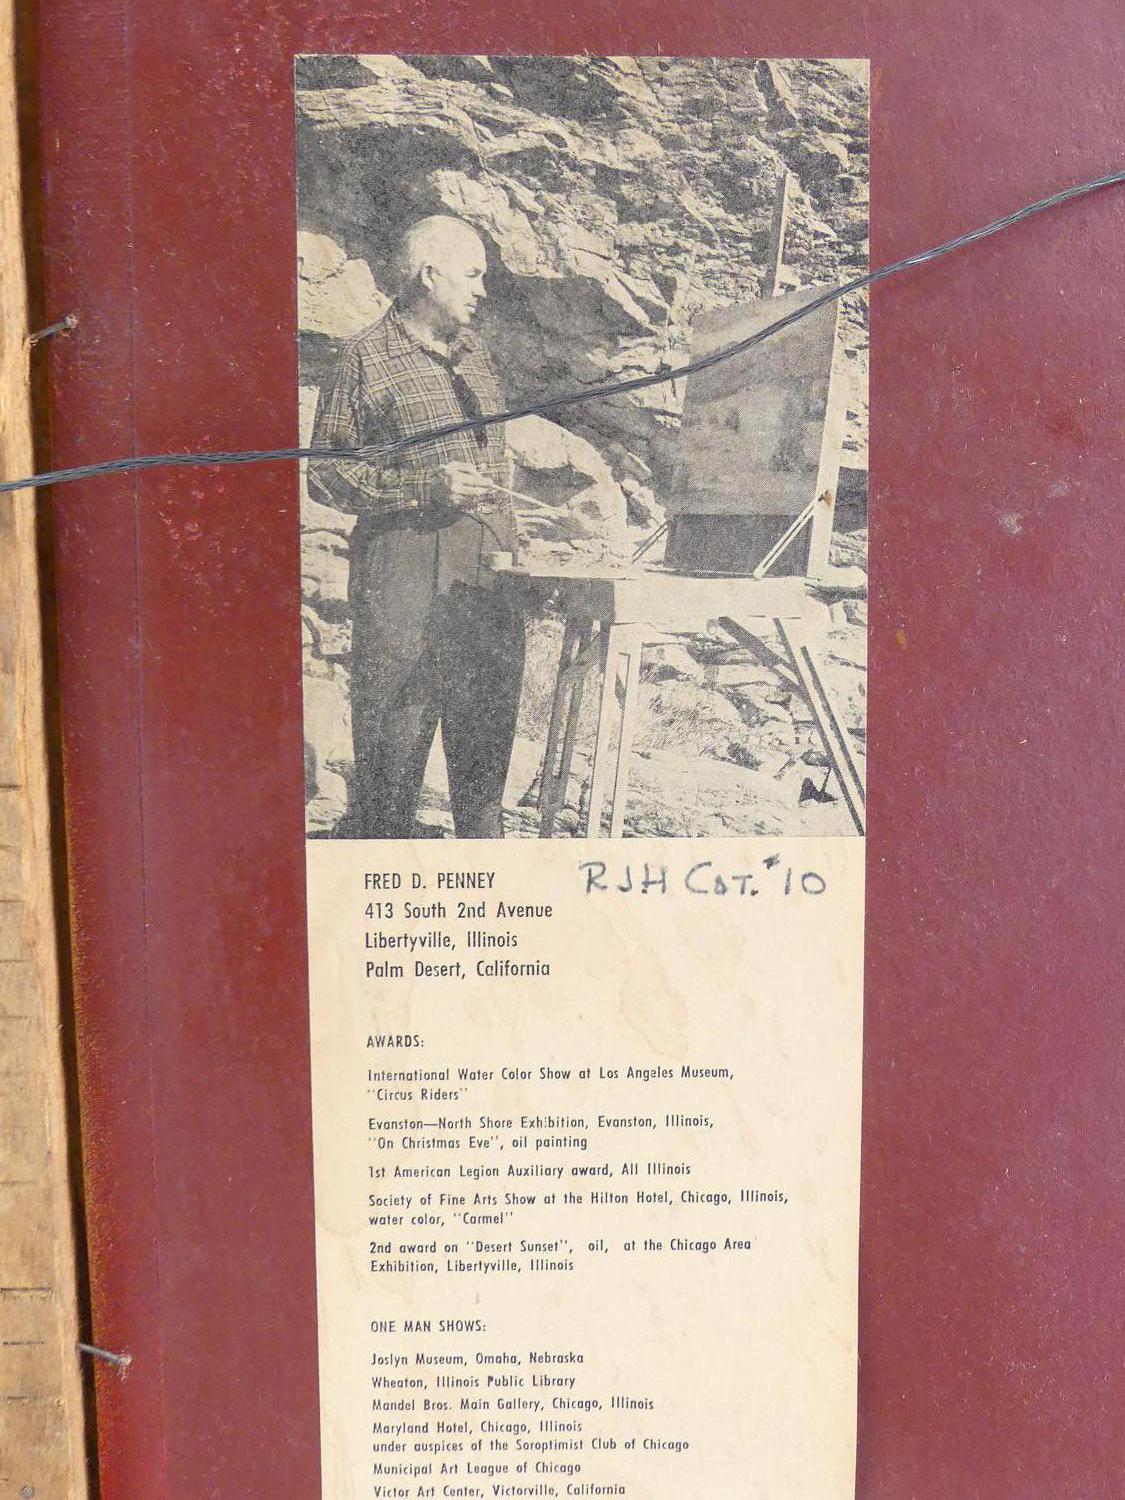 FRED D. PENNEY
RJH CAT. #10
413 South 2nd Avenue
Libertyville, Illinois
Palm Desert, California
AWARDS:
International Water Color Show at Los Angeles Museum,
"Circus Riders"
Evanston—North Shore Exhibition, Evanston, Illinois,
"On Christmas Eve", oil painting
1st American Legion Auxiliary award, All Illinois
Society of Fine Arts Show at the Hilton Hotel, Chicago, Illinois,
water color, "Carmel"
2nd award on "Desert Sunset", oil, at the Chicago Area
Exhibition, Libertyville, Illinois
ONE MAN SHOWS:
Joslyn Museum, Omaha, Nebraska
Wheaton, Illinois Public Library
Mandel Bros. Main Gallery, Chicago, Illinois
Maryland Hotel, Chicago, Illinois
under auspices of the Soroptimist Club of Chicago
Municipal Art League of Chicago
Victor Art Center, Victorville, California